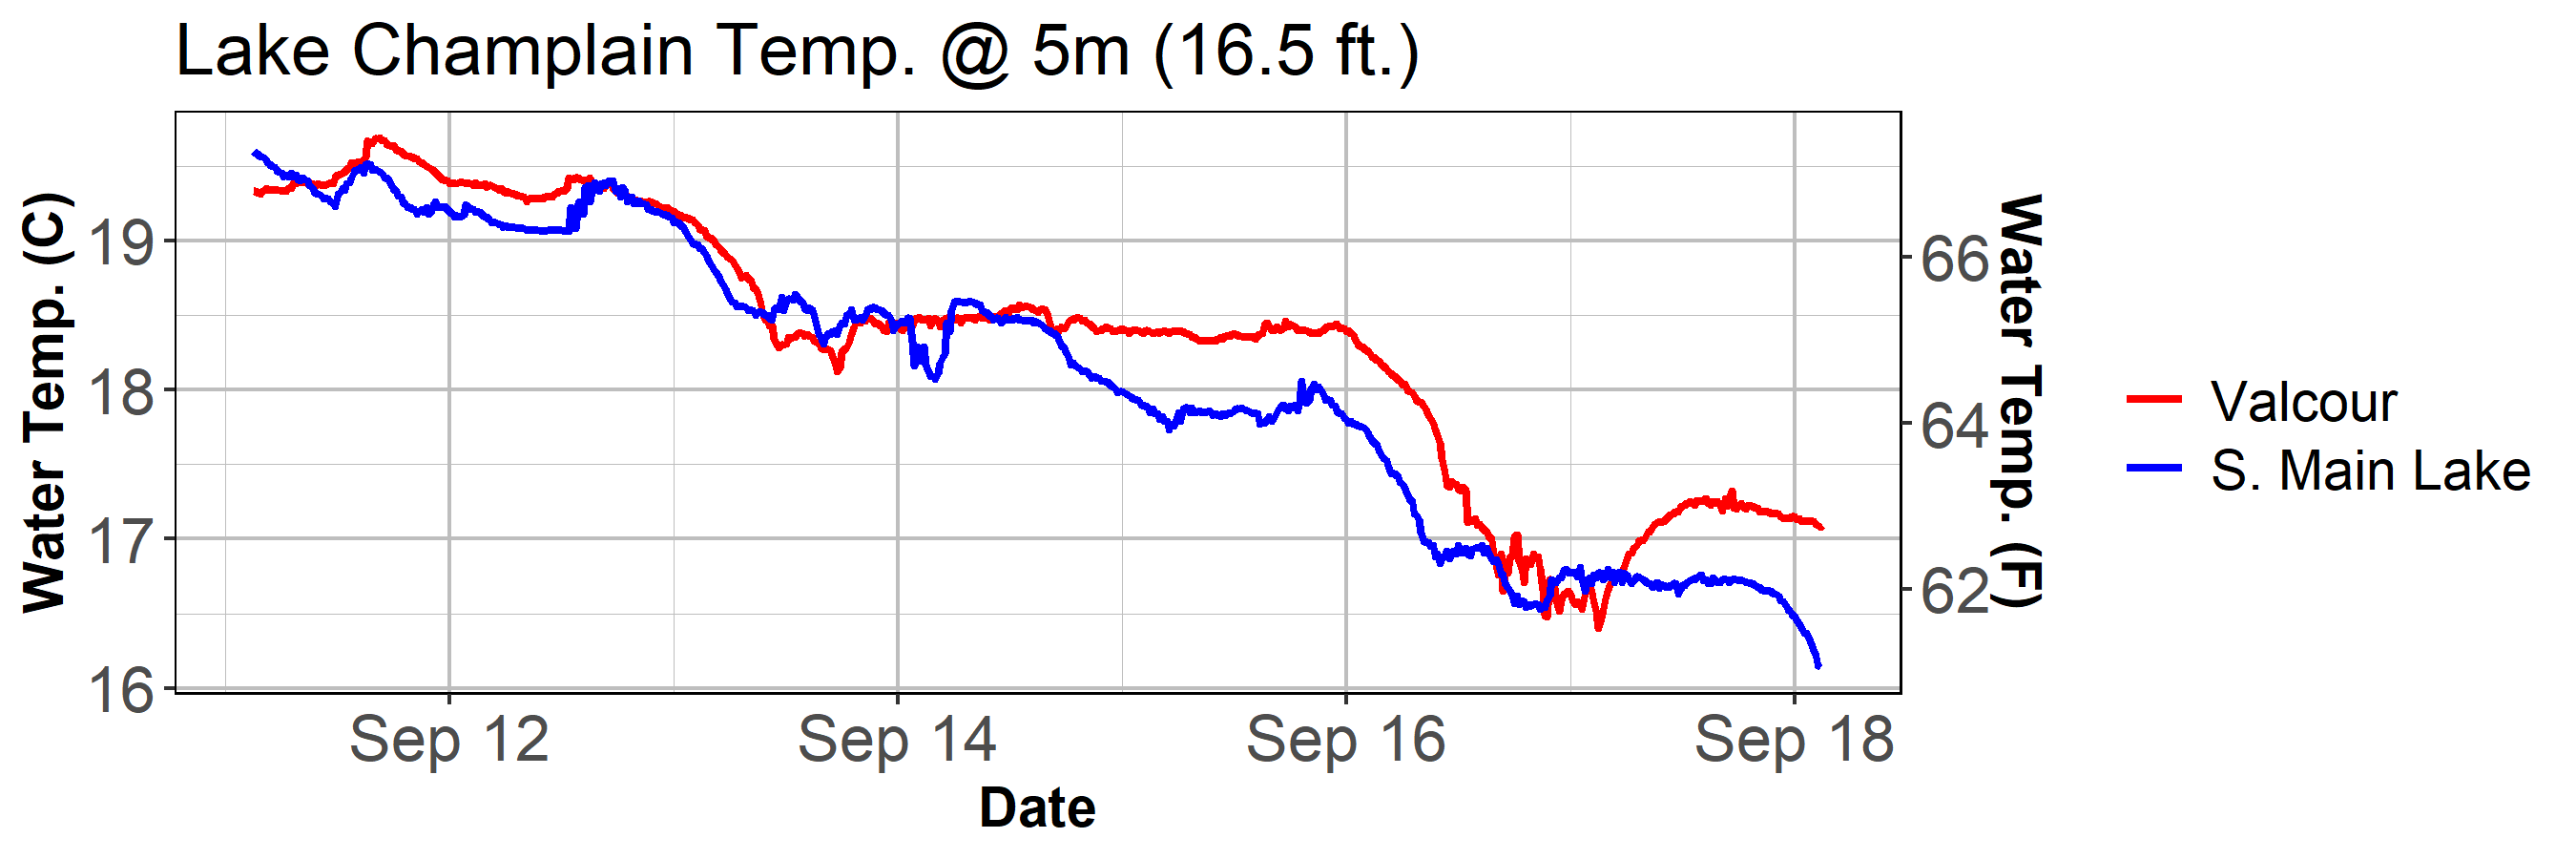 Lake Champlain Temp. @ 5m (16.5 ft.)
Water Temp. (C)
19
18
17
16
66
64
62
Water Temp. (F)
Sep 12
Sep 14
Sep 16
Sep 18
Date
Valcour
S. Main Lake